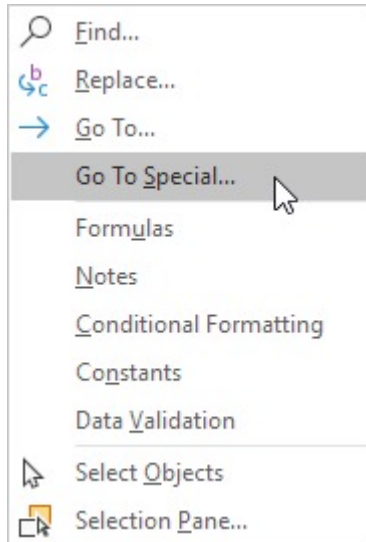 Find...
b
c
Replace...
Go To...
Go To Special...
Formulas
Notes
Conditional Formatting
Constants
Data Validation
Select Objects
Selection Pane...